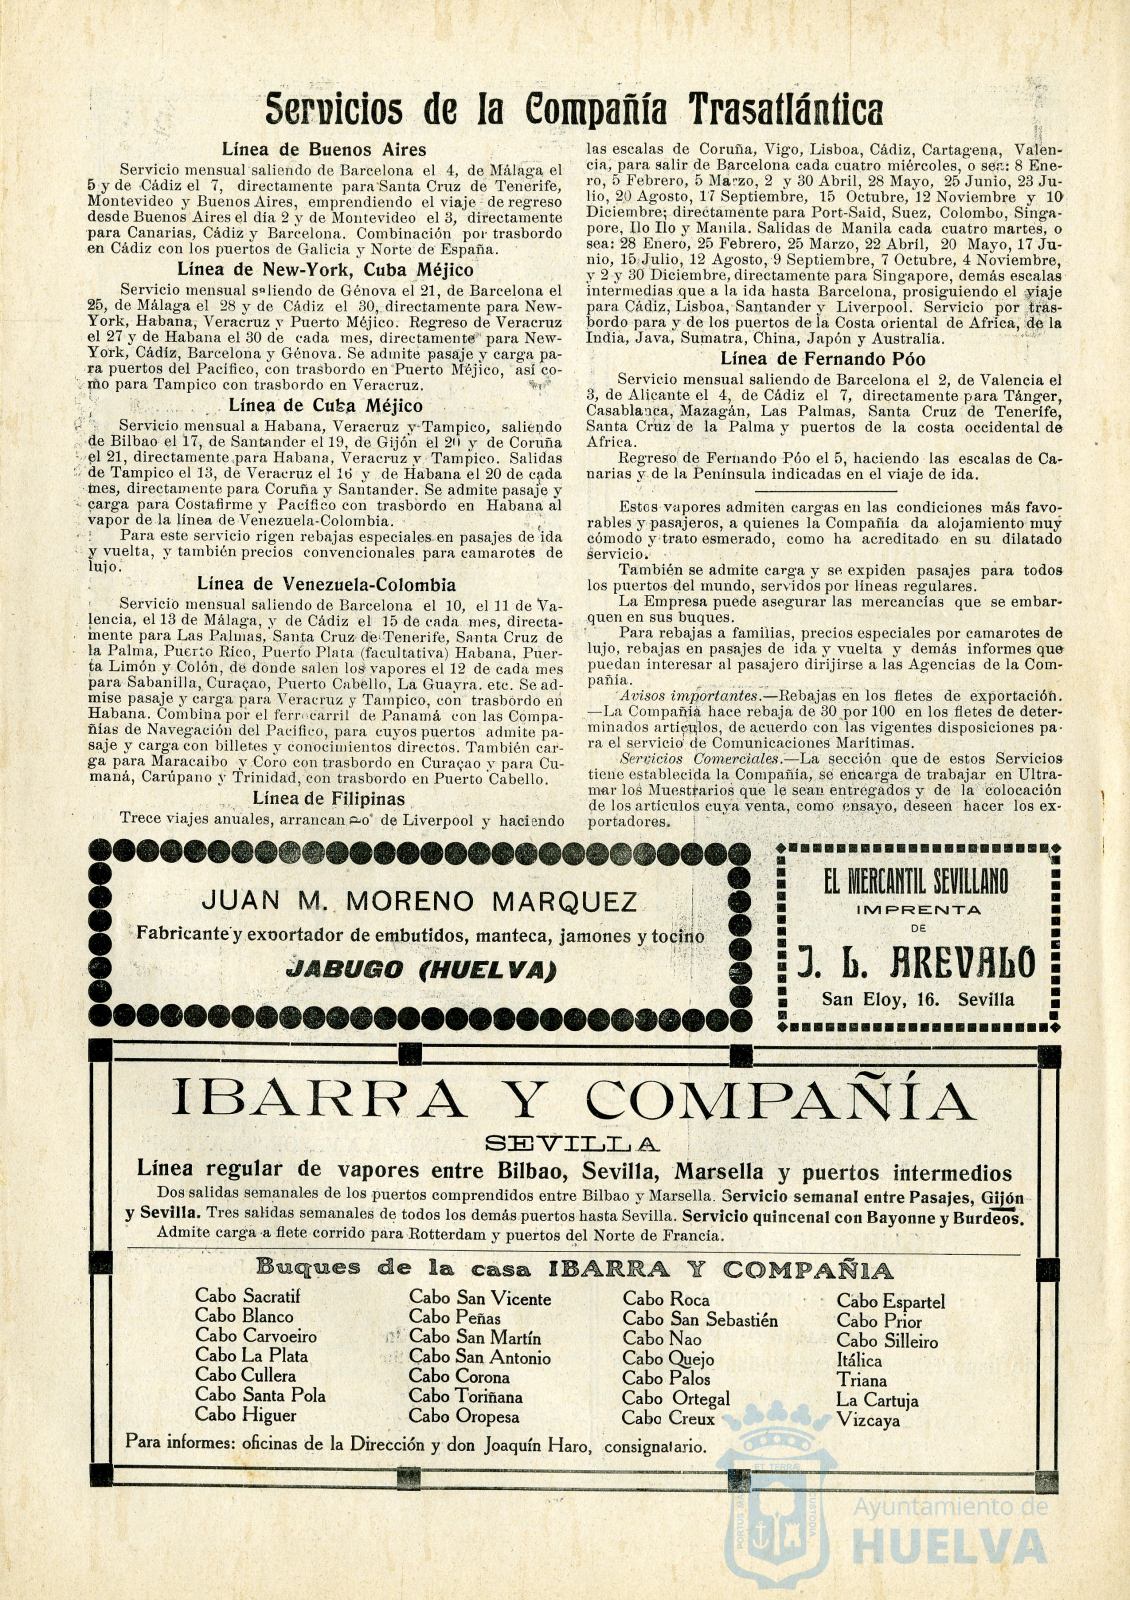 Servicios de la Compañía Trasatlántica
Línea de Buenos Aires
Servicio mensual saliendo de Barcelona el 4, de Málaga el
5 y de Cádiz el 7, directamente para Santa Cruz de Tenerife,
Montevideo y Buenos Aires, emprendiendo el viaje de regreso
desde Buenos Aires el día 2 y de Montevideo el 3, directamente
para Canarias, Cádiz y Barcelona. Combinación por trasbordo
en Cádiz con los puertos de Galicia y Norte de España.
Línea de New-York, Cuba Méjico
Servicio mensual saliendo de Génova el 21, de Barcelona el
25, de Málaga el 28 y de Cádiz el 30, directamente para New-
York, Habana, Veracruz y Puerto Méjico. Regreso de Veracruz
el 27 y de Habana el 30 de cada mes, directamente para New-
York, Cádiz, Barcelona y Génova. Se admite pasaje y carga pa-
ra puertos del Pacífico, con trasbordo en Puerto Méjico, así co-
mo para Tampico con trasbordo en Veracruz.
Línea de Cuba Méjico
Servicio mensual a Habana, Veracruz y Tampico, saliendo
de Bilbao el 17, de Santander el 19, de Gijón el 20 y de Coruña
el 21, directamente para Habana, Veracruz y Tampico. Salidas
de Tampico el 13, de Veracruz el 16 y de Habana el 20 de cada
mes, directamente para Coruña y Santander. Se admite pasaje y
carga para Costafirme y Pacífico con trasbordo en Habana al
vapor de la línea de Venezuela-Colombia.
Para este servicio rigen rebajas especiales en pasajes de ida
y vuelta, y también precios convencionales para camarotes de
lujo.
Línea de Venezuela-Colombia
Servicio mensual saliendo de Barcelona el 10, el 11 de Va-
lencia, el 13 de Málaga, y de Cádiz el 15 de cada mes, directa-
mente para Las Palmas, Santa Cruz de Tenerife, Santa Cruz de
la Palma, Puerto Rico, Puerto Plata (facultativa) Habana, Puer-
ta Limón y Colón, de donde salen los vapores el 12 de cada mes
para Sabanilla, Curaçao, Puerto Cabello, La Guayra. etc. Se ad-
mise pasaje y carga para Veracruz y Tampico, con trasbordo en
Habana. Combina por el ferrocarril de Panamá con las Compa-
ñías de Navegación del Pacífico, para cuyos puertos admite pa-
saje y carga con billetes y conocimientos directos. También car-
ga para Maracaibo y Coro con trasbordo en Curaçao y para Cu-
maná, Carúpano y Trinidad, con trasbordo en Puerto Cabello.
Línea de Filipinas
Trece viajes anuales, arrancan de Liverpool y haciendo
las escalas de Coruña, Vigo, Lisboa, Cádiz, Cartagena, Valen-
cia, para salir de Barcelona cada cuatro miércoles, o sea: 8 Ene-
ro, 5 Febrero, 5 Marzo, 2 y 30 Abril, 28 Mayo, 25 Junio, 23 Ju-
lio, 20 Agosto, 17 Septiembre, 15 Octubre, 12 Noviembre y 10
Diciembre; directamente para Port-Said, Suez, Colombo, Singa-
pore, Ilo Ilo y Manila. Salidas de Manila cada cuatro martes, o
sea: 28 Enero, 25 Febrero, 25 Marzo, 22 Abril, 20 Mayo, 17 Ju-
nio, 15 Julio, 12 Agosto, 9 Septiembre, 7 Octubre, 4 Noviembre,
y 2 y 30 Diciembre, directamente para Singapore, demás escalas
intermedias que a la ida hasta Barcelona, prosiguiendo el viaje
para Cádiz, Lisboa, Santander y Liverpool. Servicio por tras-
bordo para y de los puertos de la Costa oriental de Africa, de la
India, Java, Sumatra, China, Japón y Australia.
Línea de Fernando Póo
Servicio mensual saliendo de Barcelona el 2, de Valencia el
3, de Alicante el 4, de Cádiz el 7, directamente para Tánger,
Casablanca, Mazagán, Las Palmas, Santa Cruz de Tenerife,
Santa Cruz de la Palma y puertos de la costa occidental de
Africa.
Regreso de Fernando Póo el 5, haciendo las escalas de Ca-
narias y de la Península indicadas en el viaje de ida.
Estos vapores admiten cargas en las condiciones más favo-
rables y pasajeros, a quienes la Compañía da alojamiento muy
cómodo y trato esmerado, como ha acreditado en su dilatado
servicio.
También se admite carga y se expiden pasajes para todos
los puertos del mundo, servidos por líneas regulares.
La Empresa puede asegurar las mercancías que se embar-
quen en sus buques.
Para rebajas a familias, precios especiales por camarotes de
lujo, rebajas en pasajes de ida y vuelta y demás informes que
puedan interesar al pasajero dirijirse a las Agencias de la Com-
pañía.
Avisos importantes.—Rebajas en los fletes de exportación.
—La Compañía hace rebaja de 30 por 100 en los fletes de deter-
minados artículos, de acuerdo con las vigentes disposiciones pa-
ra el servicio de Comunicaciones Marítimas.
Servicios Comerciales.—La sección que de estos Servicios
tiene establecida la Compañía, se encarga de trabajar en Ultra-
mar los Muestrarios que le sean entregados y de la colocación
de los artículos cuya venta, como ensayo, deseen hacer los ex-
portadores.
JUAN M. MORENO MARQUEZ
Fabricante y exportador de embutidos, manteca, jamones y tocino
JABUGO (HUELVA)
EL MERCANTIL SEVILLANO
IMPRENTA
DE
J. L. AREVALO
San Eloy, 16. Sevilla
IBARRA Y COMPAÑÍA
SEVILLA
Línea regular de vapores entre Bilbao, Sevilla, Marsella y puertos intermedios
Dos salidas semanales de los puertos comprendidos entre Bilbao y Marsella. Servicio semanal entre Pasajes, Gijón
y Sevilla. Tres salidas semanales de todos los demás puertos hasta Sevilla. Servicio quincenal con Bayonne y Burdeos.
Admite carga a flete corrido para Rotterdam y puertos del Norte de Francia.
Buques de la casa IBARRA Y COMPAÑIA
Cabo Sacratif
Cabo Blanco
Cabo Carvoeiro
Cabo La Plata
Cabo Cullera
Cabo Santa Pola
Cabo Higuer
Cabo San Vicente
Cabo Peñas
Cabo San Martín
Cabo San Antonio
Cabo Corona
Cabo Toriñana
Cabo Oropesa
Cabo Roca
Cabo San Sebastién
Cabo Nao
Cabo Quejo
Cabo Palos
Cabo Ortegal
Cabo Creux
Cabo Espartel
Cabo Prior
Cabo Silleiro
Itálica
Triana
La Cartuja
Vizcaya
Para informes: oficinas de la Dirección y don Joaquín Haro, consignatario.
PORTUS MARIS ET TERRAE CUSTODIA
Ayuntamiento de
HUELVA